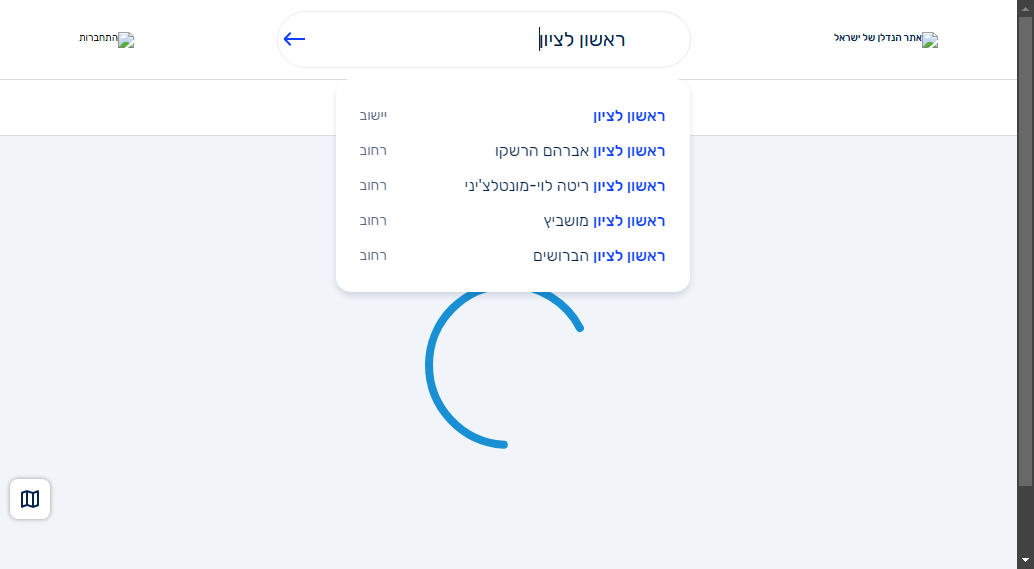 אתר הנדלן של ישראל
ראשון לציון
התחברות
ראשון לציון יישוב
ראשון לציון אברהם הרשקו רחוב
ראשון לציון ריטה לוי-מונטלצ'יני רחוב
ראשון לציון מושביץ רחוב
ראשון לציון הברושים רחוב